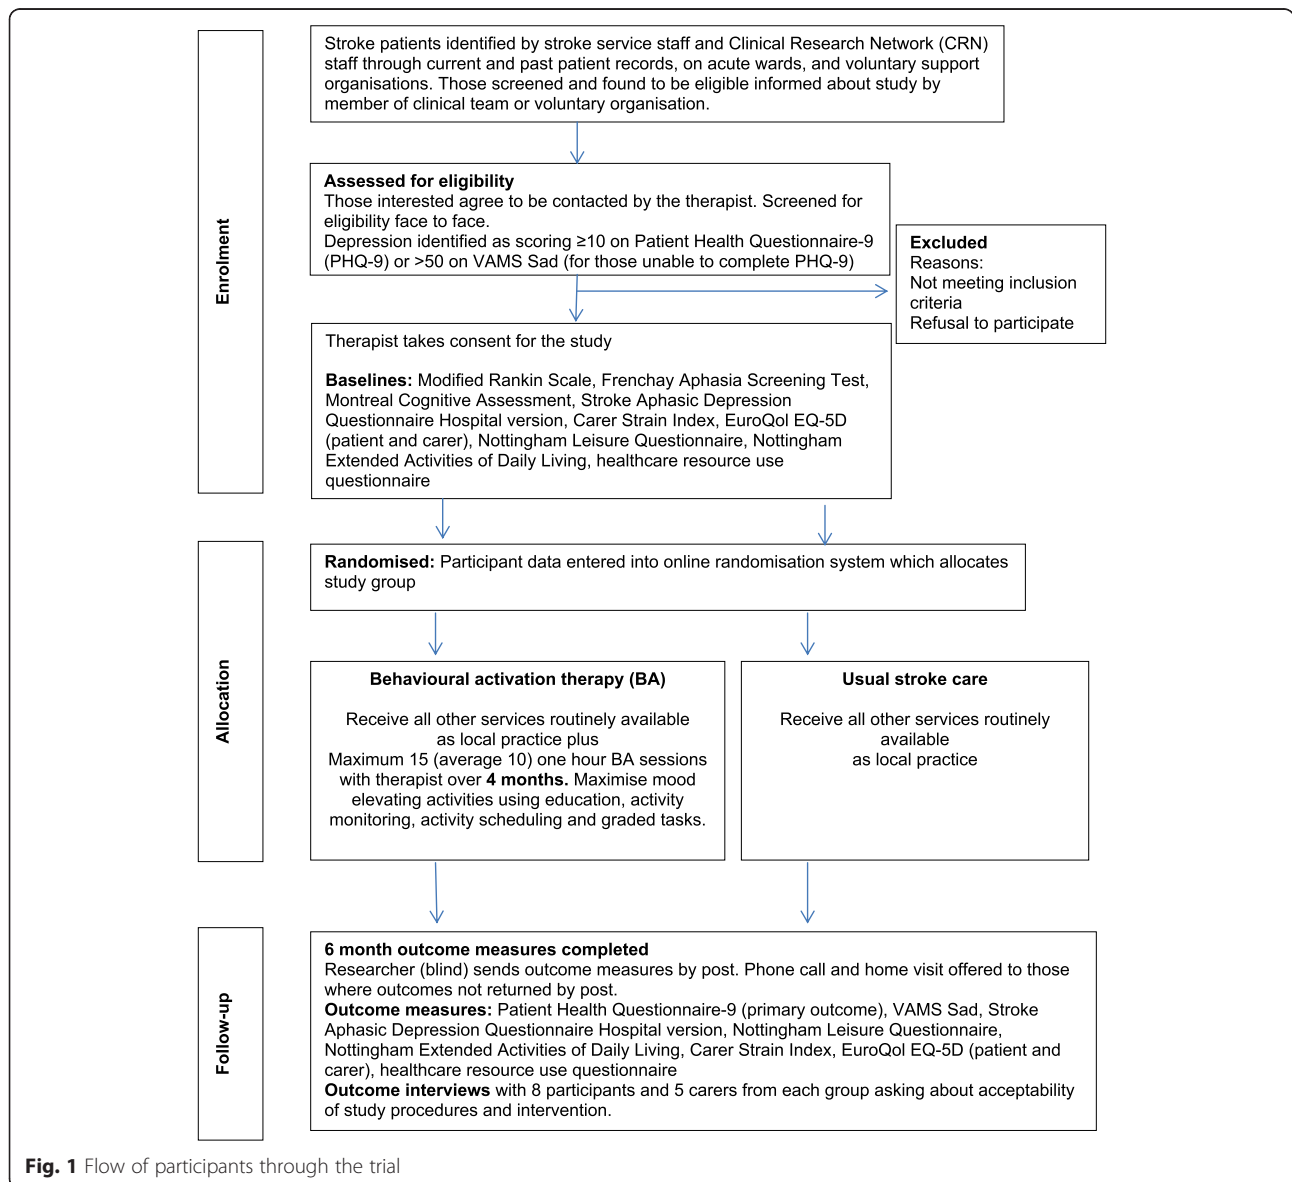 Enrolment
Stroke patients identified by stroke service staff and Clinical Research Network (CRN)
staff through current and past patient records, on acute wards, and voluntary support
organisations. Those screened and found to be eligible informed about study by
member of clinical team or voluntary organisation.
Assessed for eligibility
Those interested agree to be contacted by the therapist. Screened for
eligibility face to face.
Depression identified as scoring ≥10 on Patient Health Questionnaire-9
(PHQ-9) or >50 on VAMS Sad (for those unable to complete PHQ-9)
Excluded
Reasons:
Not meeting inclusion
criteria
Refusal to participate
Therapist takes consent for the study
Baselines: Modified Rankin Scale, Frenchay Aphasia Screening Test,
Montreal Cognitive Assessment, Stroke Aphasic Depression
Questionnaire Hospital version, Carer Strain Index, EuroQol EQ-5D
(patient and carer), Nottingham Leisure Questionnaire, Nottingham
Extended Activities of Daily Living, healthcare resource use
questionnaire
Allocation
Randomised: Participant data entered into online randomisation system which allocates
study group
Behavioural activation therapy (BA)
Receive all other services routinely available
as local practice plus
Maximum 15 (average 10) one hour BA sessions
with therapist over 4 months. Maximise mood
elevating activities using education, activity
monitoring, activity scheduling and graded tasks.
Usual stroke care
Receive all other services routinely
available
as local practice
Follow-up
6 month outcome measures completed
Researcher (blind) sends outcome measures by post. Phone call and home visit offered to those
where outcomes not returned by post.
Outcome measures: Patient Health Questionnaire-9 (primary outcome), VAMS Sad, Stroke
Aphasic Depression Questionnaire Hospital version, Nottingham Leisure Questionnaire,
Nottingham Extended Activities of Daily Living, Carer Strain Index, EuroQol EQ-5D (patient and
carer), healthcare resource use questionnaire
Outcome interviews with 8 participants and 5 carers from each group asking about acceptability
of study procedures and intervention.
Fig. 1 Flow of participants through the trial